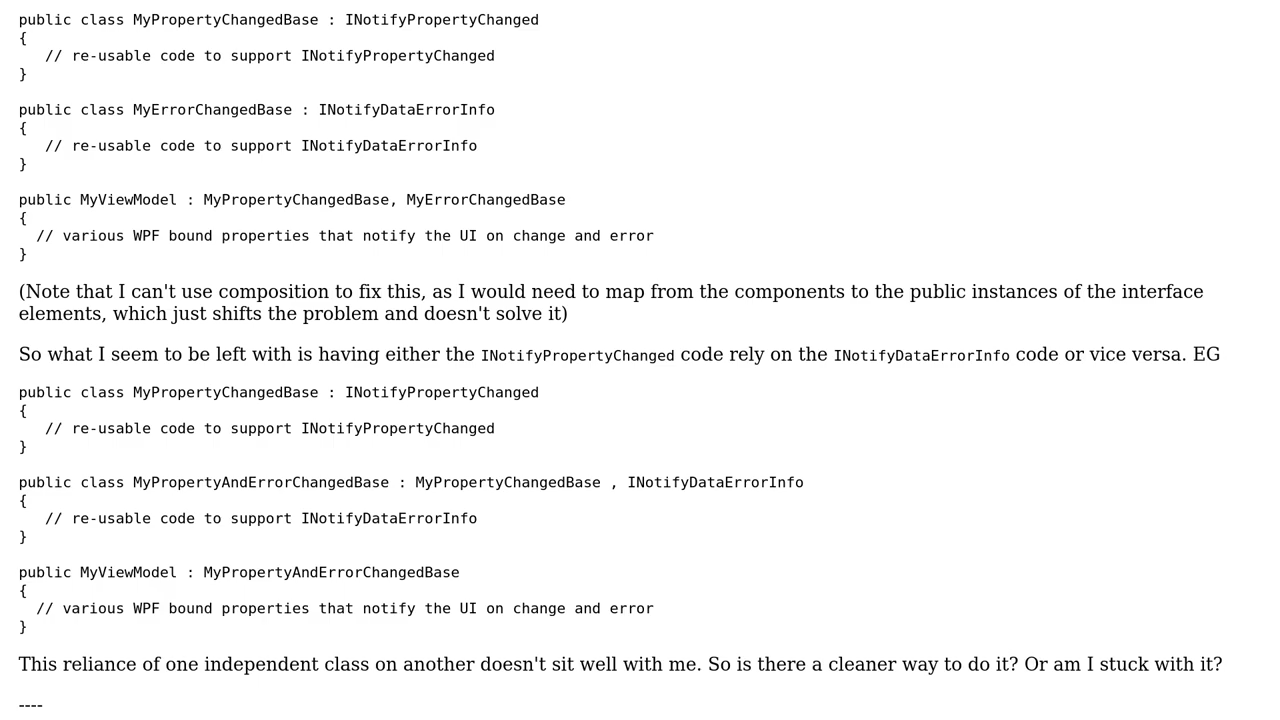 public class MyPropertyChangedBase : INotifyPropertyChanged
{
   // re-usable code to support INotifyPropertyChanged
}
public class MyErrorChangedBase : INotifyDataErrorInfo
{
   // re-usable code to support INotifyDataErrorInfo
}
public MyViewModel : MyPropertyChangedBase, MyErrorChangedBase
{
  // various WPF bound properties that notify the UI on change and error
}
(Note that I can't use composition to fix this, as I would need to map from the components to the public instances of the interface
elements, which just shifts the problem and doesn't solve it)
So what I seem to be left with is having either the INotifyPropertyChanged code rely on the INotifyDataErrorInfo code or vice versa. EG
public class MyPropertyChangedBase : INotifyPropertyChanged
{
   // re-usable code to support INotifyPropertyChanged
}
public class MyPropertyAndErrorChangedBase : MyPropertyChangedBase , INotifyDataErrorInfo
{
   // re-usable code to support INotifyDataErrorInfo
}
public MyViewModel : MyPropertyAndErrorChangedBase
{
  // various WPF bound properties that notify the UI on change and error
}
This reliance of one independent class on another doesn't sit well with me. So is there a cleaner way to do it? Or am I stuck with it?
----